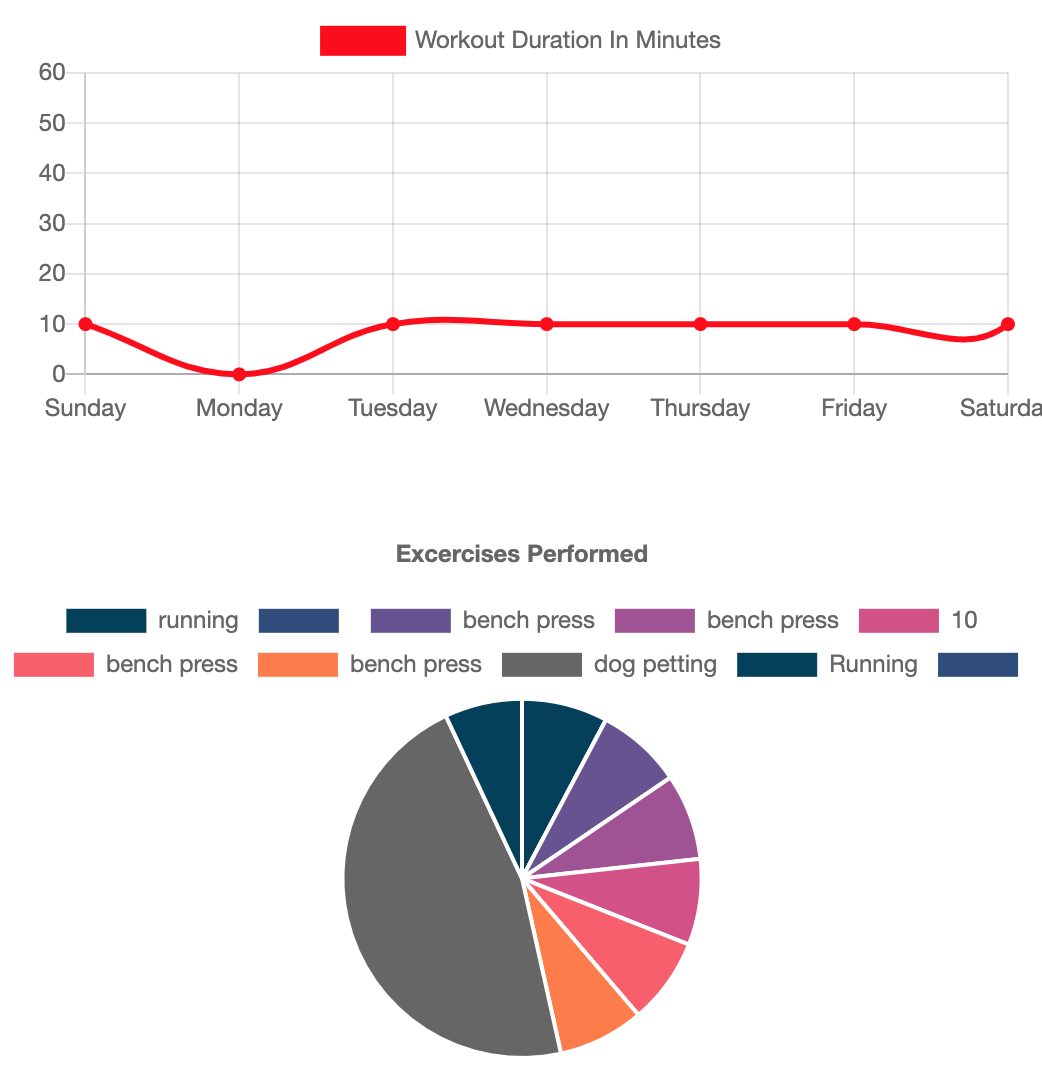 Workout Duration In Minutes
60
50
40
30
20
10
0
Sunday Monday Tuesday Wednesday Thursday Friday Saturda
Excercises Performed
running bench press bench press 10
bench press bench press dog petting Running